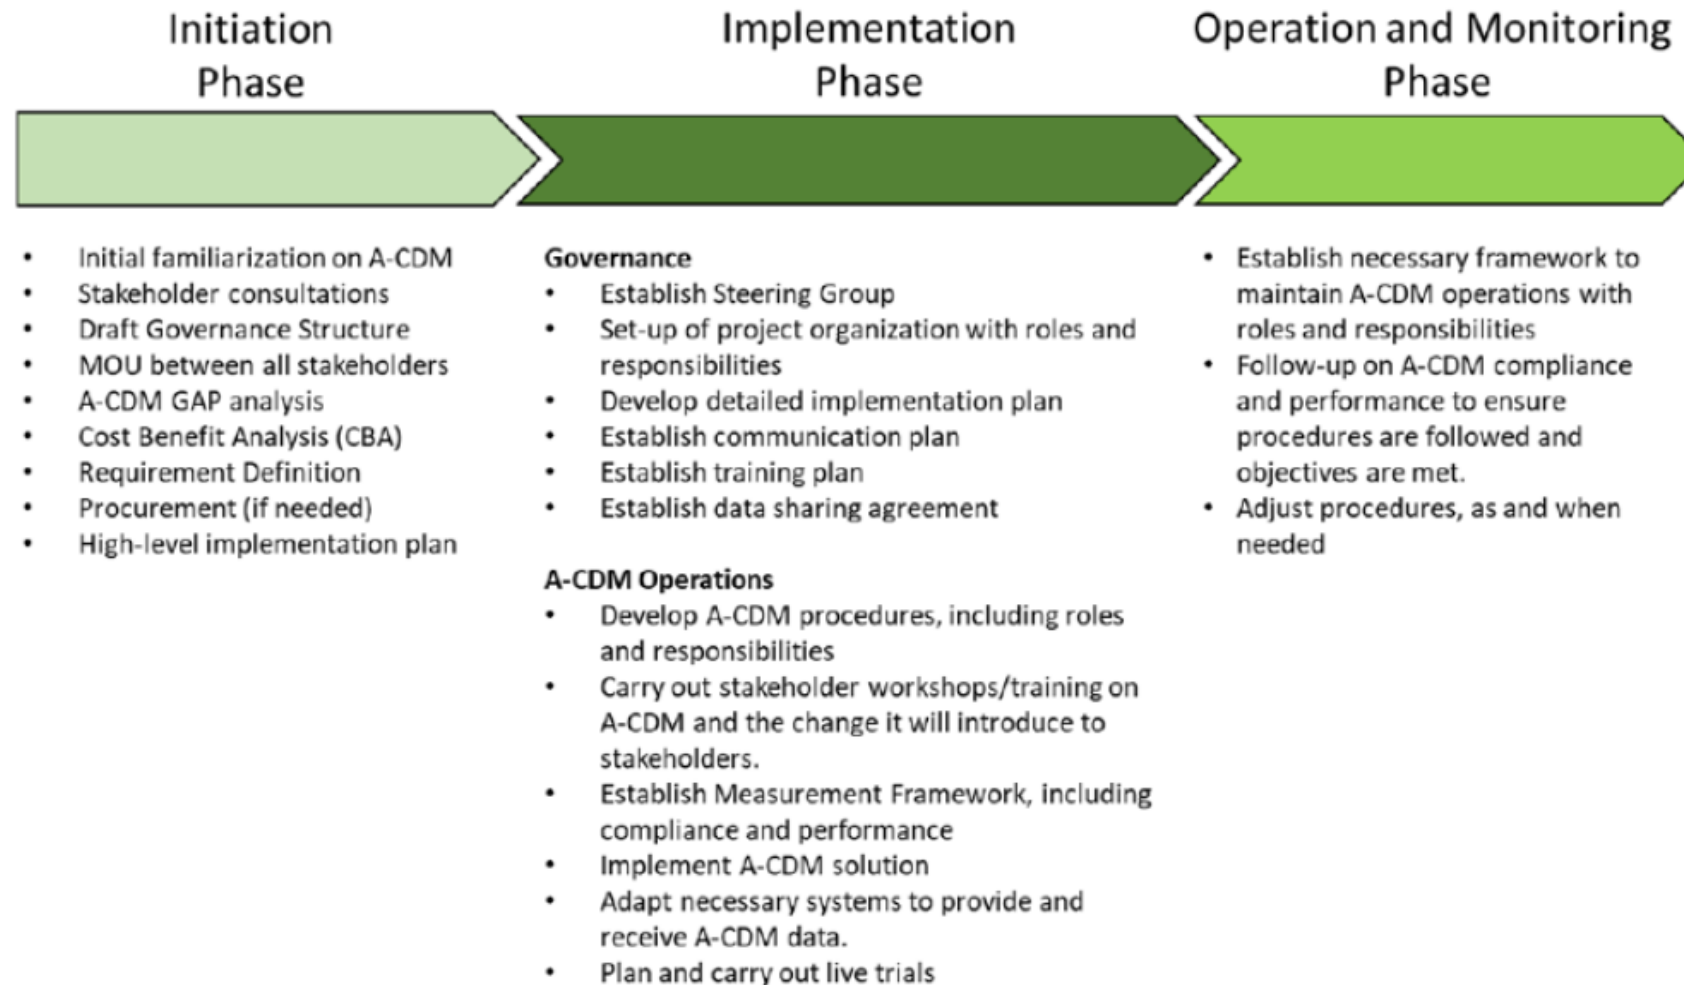 Initiation
Phase
Implementation
Phase
Operation and Monitoring
Phase
• Initial familiarization on A-CDM
• Stakeholder consultations
• Draft Governance Structure
• MOU between all stakeholders
• A-CDM GAP analysis
• Cost Benefit Analysis (CBA)
• Requirement Definition
• Procurement (if needed)
• High-level implementation plan
Governance
• Establish Steering Group
• Set-up of project organization with roles and
responsibilities
• Develop detailed implementation plan
• Establish communication plan
• Establish training plan
• Establish data sharing agreement
A-CDM Operations
• Develop A-CDM procedures, including roles
and responsibilities
• Carry out stakeholder workshops/training on
A-CDM and the change it will introduce to
stakeholders.
• Establish Measurement Framework, including
compliance and performance
• Implement A-CDM solution
• Adapt necessary systems to provide and
receive A-CDM data.
• Plan and carry out live trials
• Establish necessary framework to
maintain A-CDM operations with
roles and responsibilities
• Follow-up on A-CDM compliance
and performance to ensure
procedures are followed and
objectives are met.
• Adjust procedures, as and when
needed